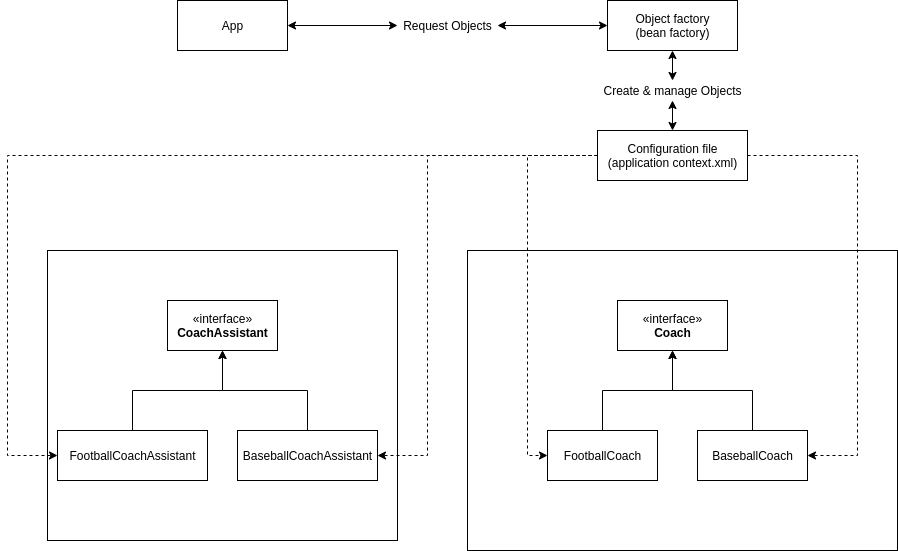 App
Request Objects
Object factory
(bean factory)
Create & manage Objects
Configuration file
(application context.xml)
«interface»
CoachAssistant
«interface»
Coach
FootballCoachAssistant
BaseballCoachAssistant
FootballCoach
BaseballCoach